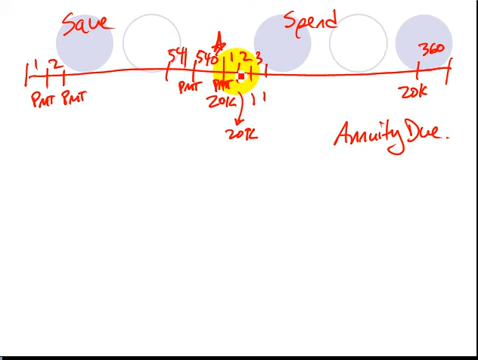 Save Spend
1 2 541 540 1 2 3 360
PMT PMT PMT PMT
20K 20K
20K
Annuity Due.